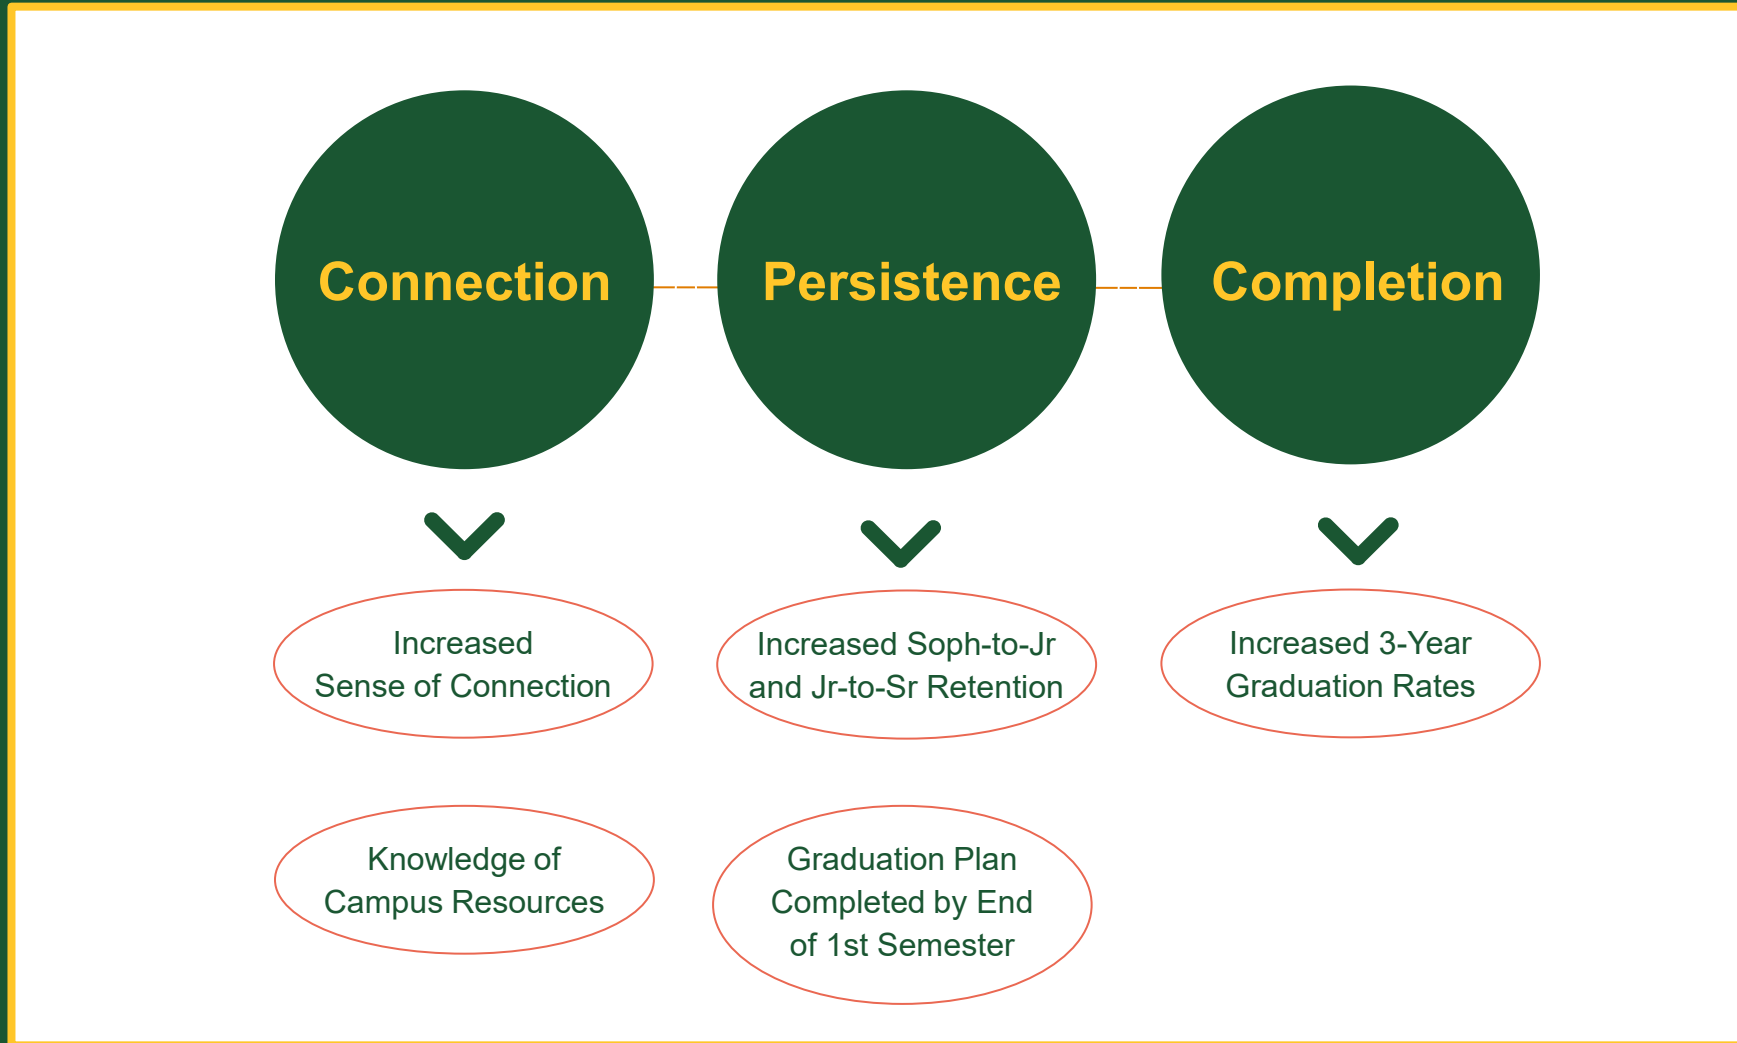 Connection
Persistence
Completion
Increased
Sense of Connection
Increased Soph-to-Jr
and Jr-to-Sr Retention
Increased 3-Year
Graduation Rates
Knowledge of
Campus Resources
Graduation Plan
Completed by End
of 1st Semester